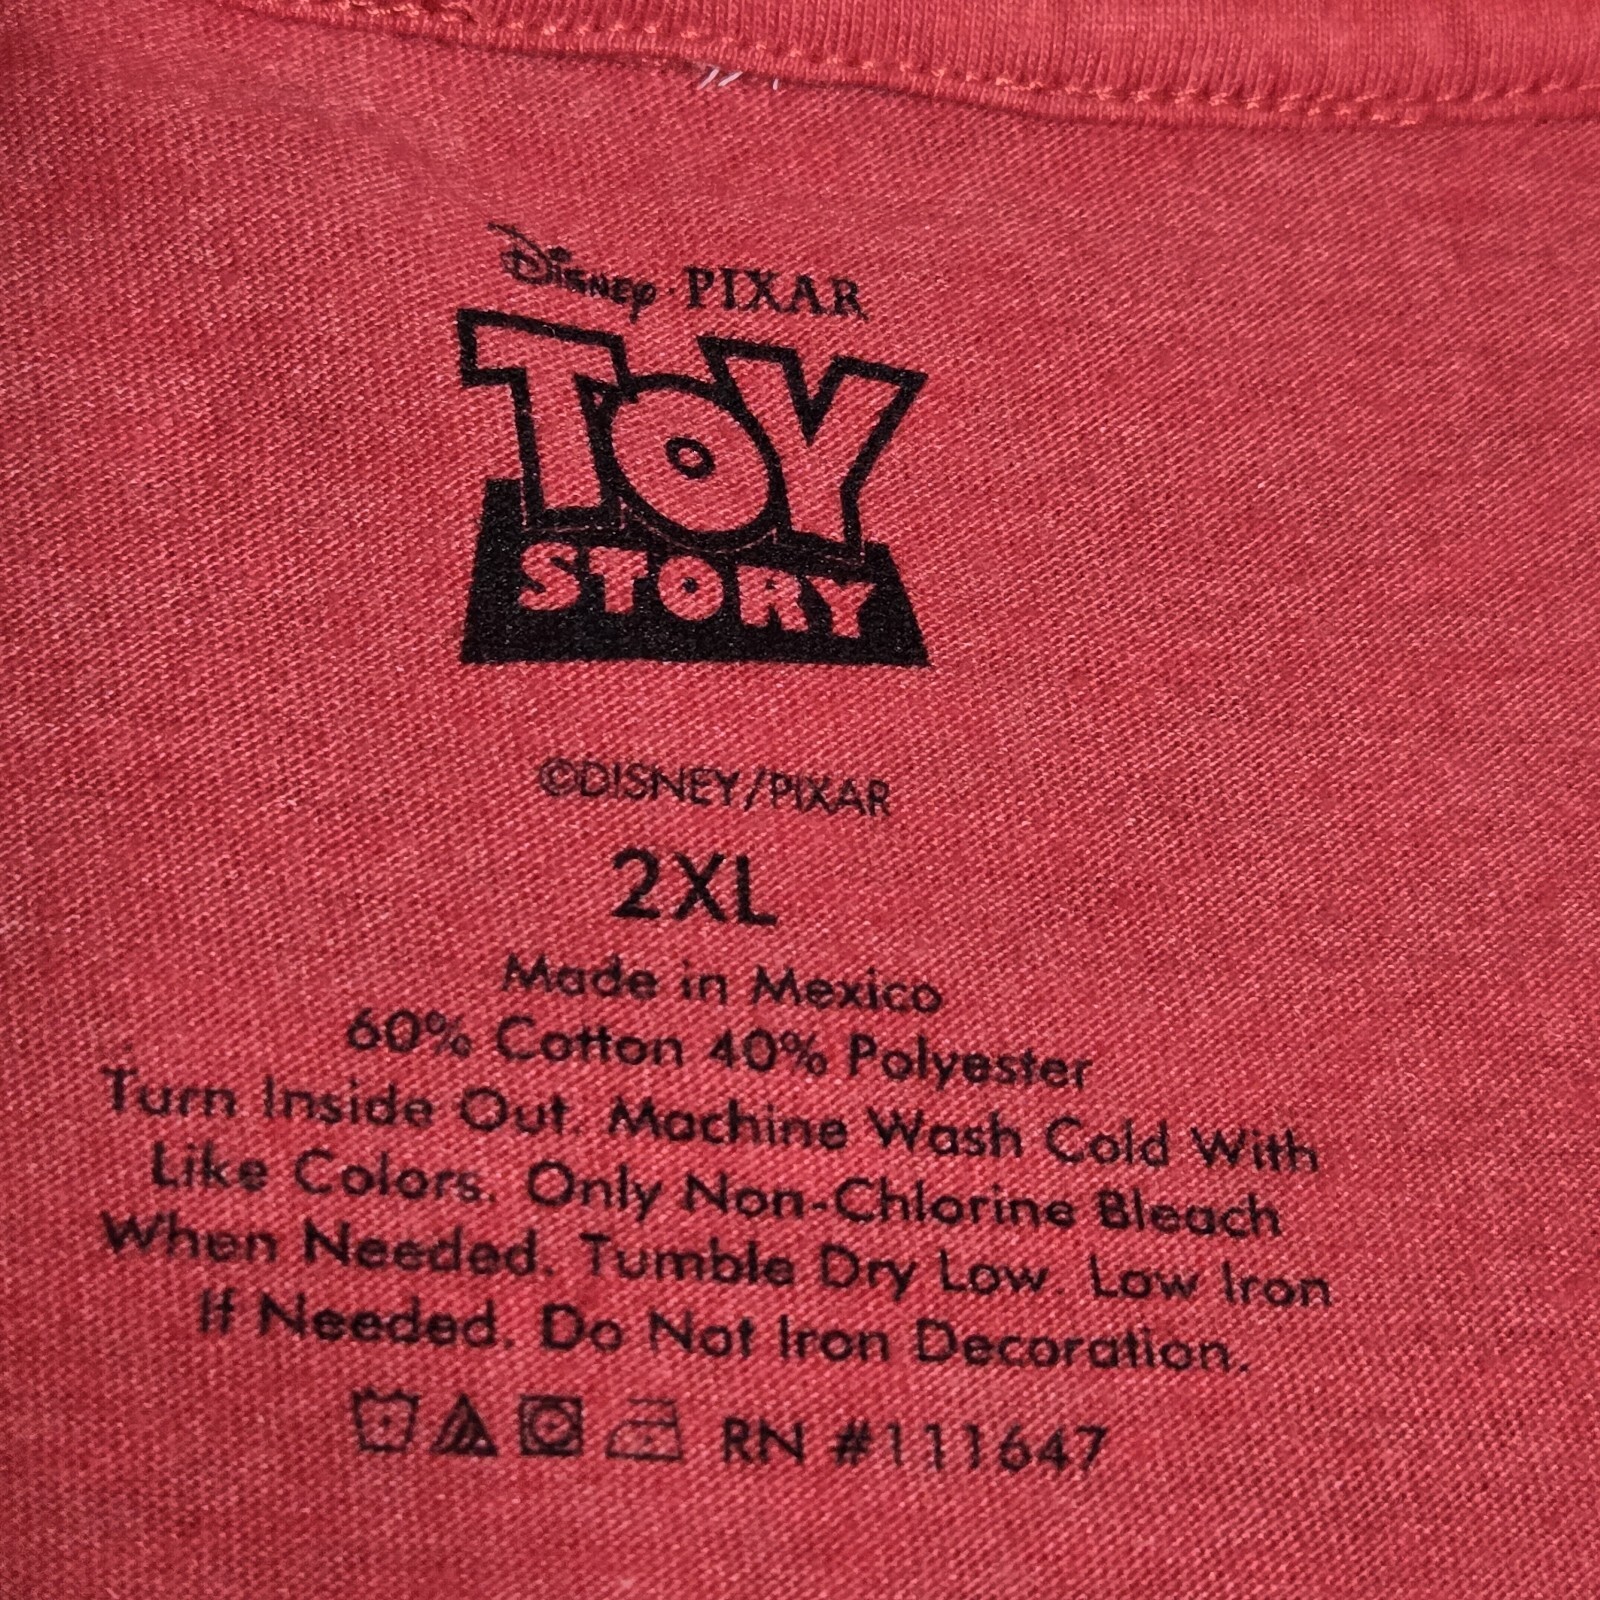 Disney · PIXAR
TOY
STORY
©DISNEY/PIXAR
2XL
Made in Mexico
60% Cotton 40% Polyester
Turn Inside Out. Machine Wash Cold With
Like Colors. Only Non-Chlorine Bleach
When Needed. Tumble Dry Low. Low Iron
If Needed. Do Not Iron Decoration.
RN #111647